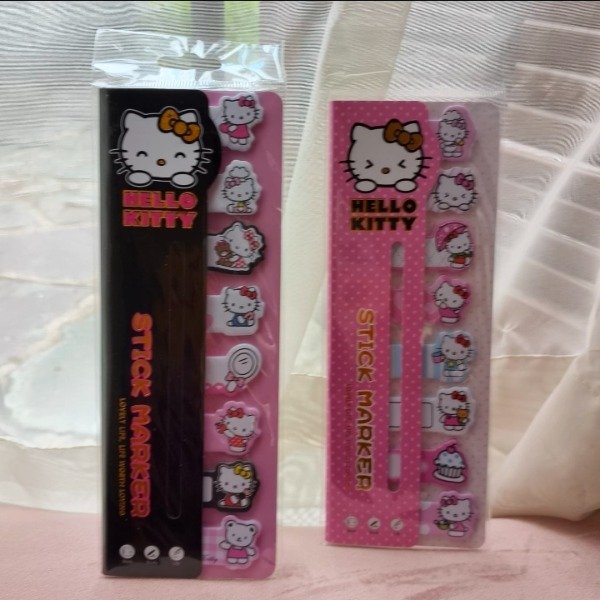 HELLO
KITTY
STICK MARKER
LOVELY LIFE, LIFE WORTH LOVING
HELLO
KITTY
STICK MARKER